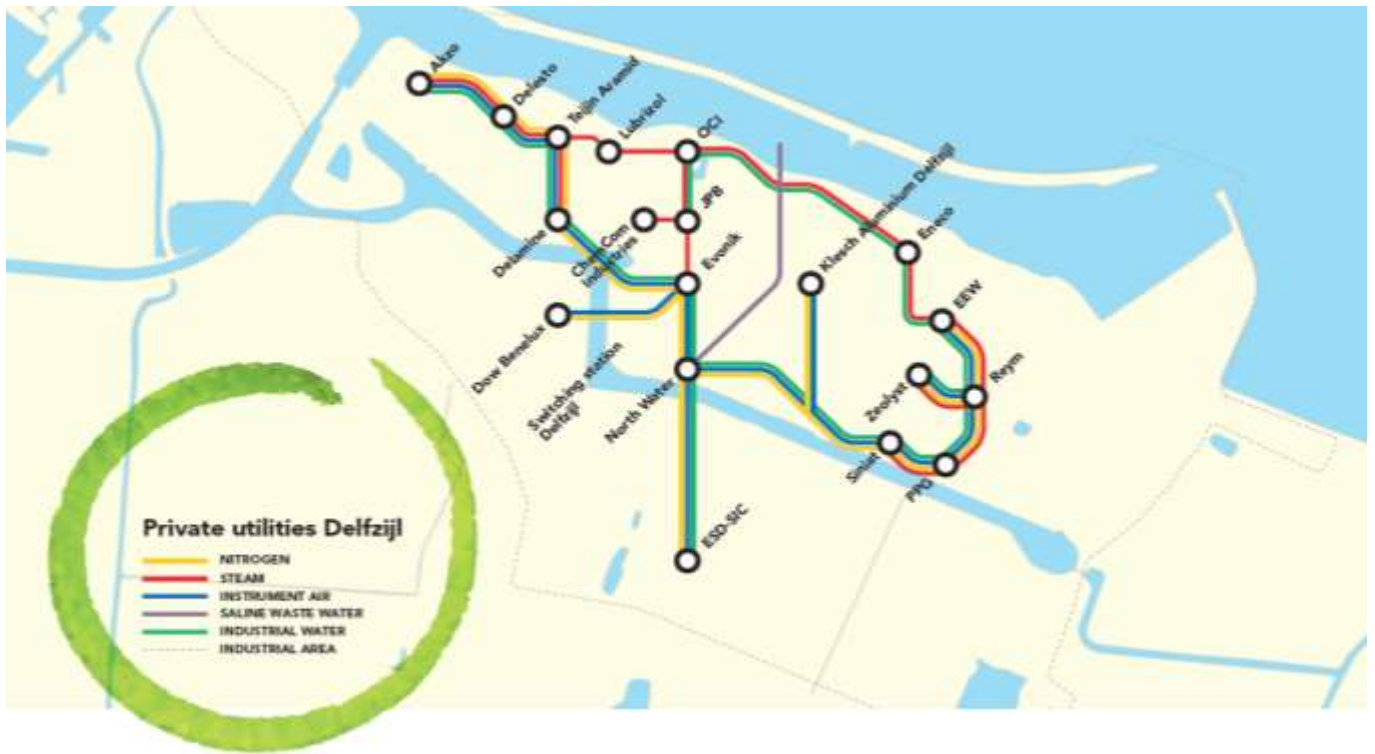 Akzo
Delesto
Teijin Aramid
Lubrizol
OCI
JPB
ChemCom
Industries
Delamine
Evonik
Klesch Aluminium Delfzijl
Eneco
EEW
Dow Benelux
Switching station
Delfzijl
North Water
Zeolyst
Reym
Siniat
PPG
ESD-SIC
Private utilities Delfzijl
NITROGEN
STEAM
INSTRUMENT AIR
SALINE WASTE WATER
INDUSTRIAL WATER
INDUSTRIAL AREA